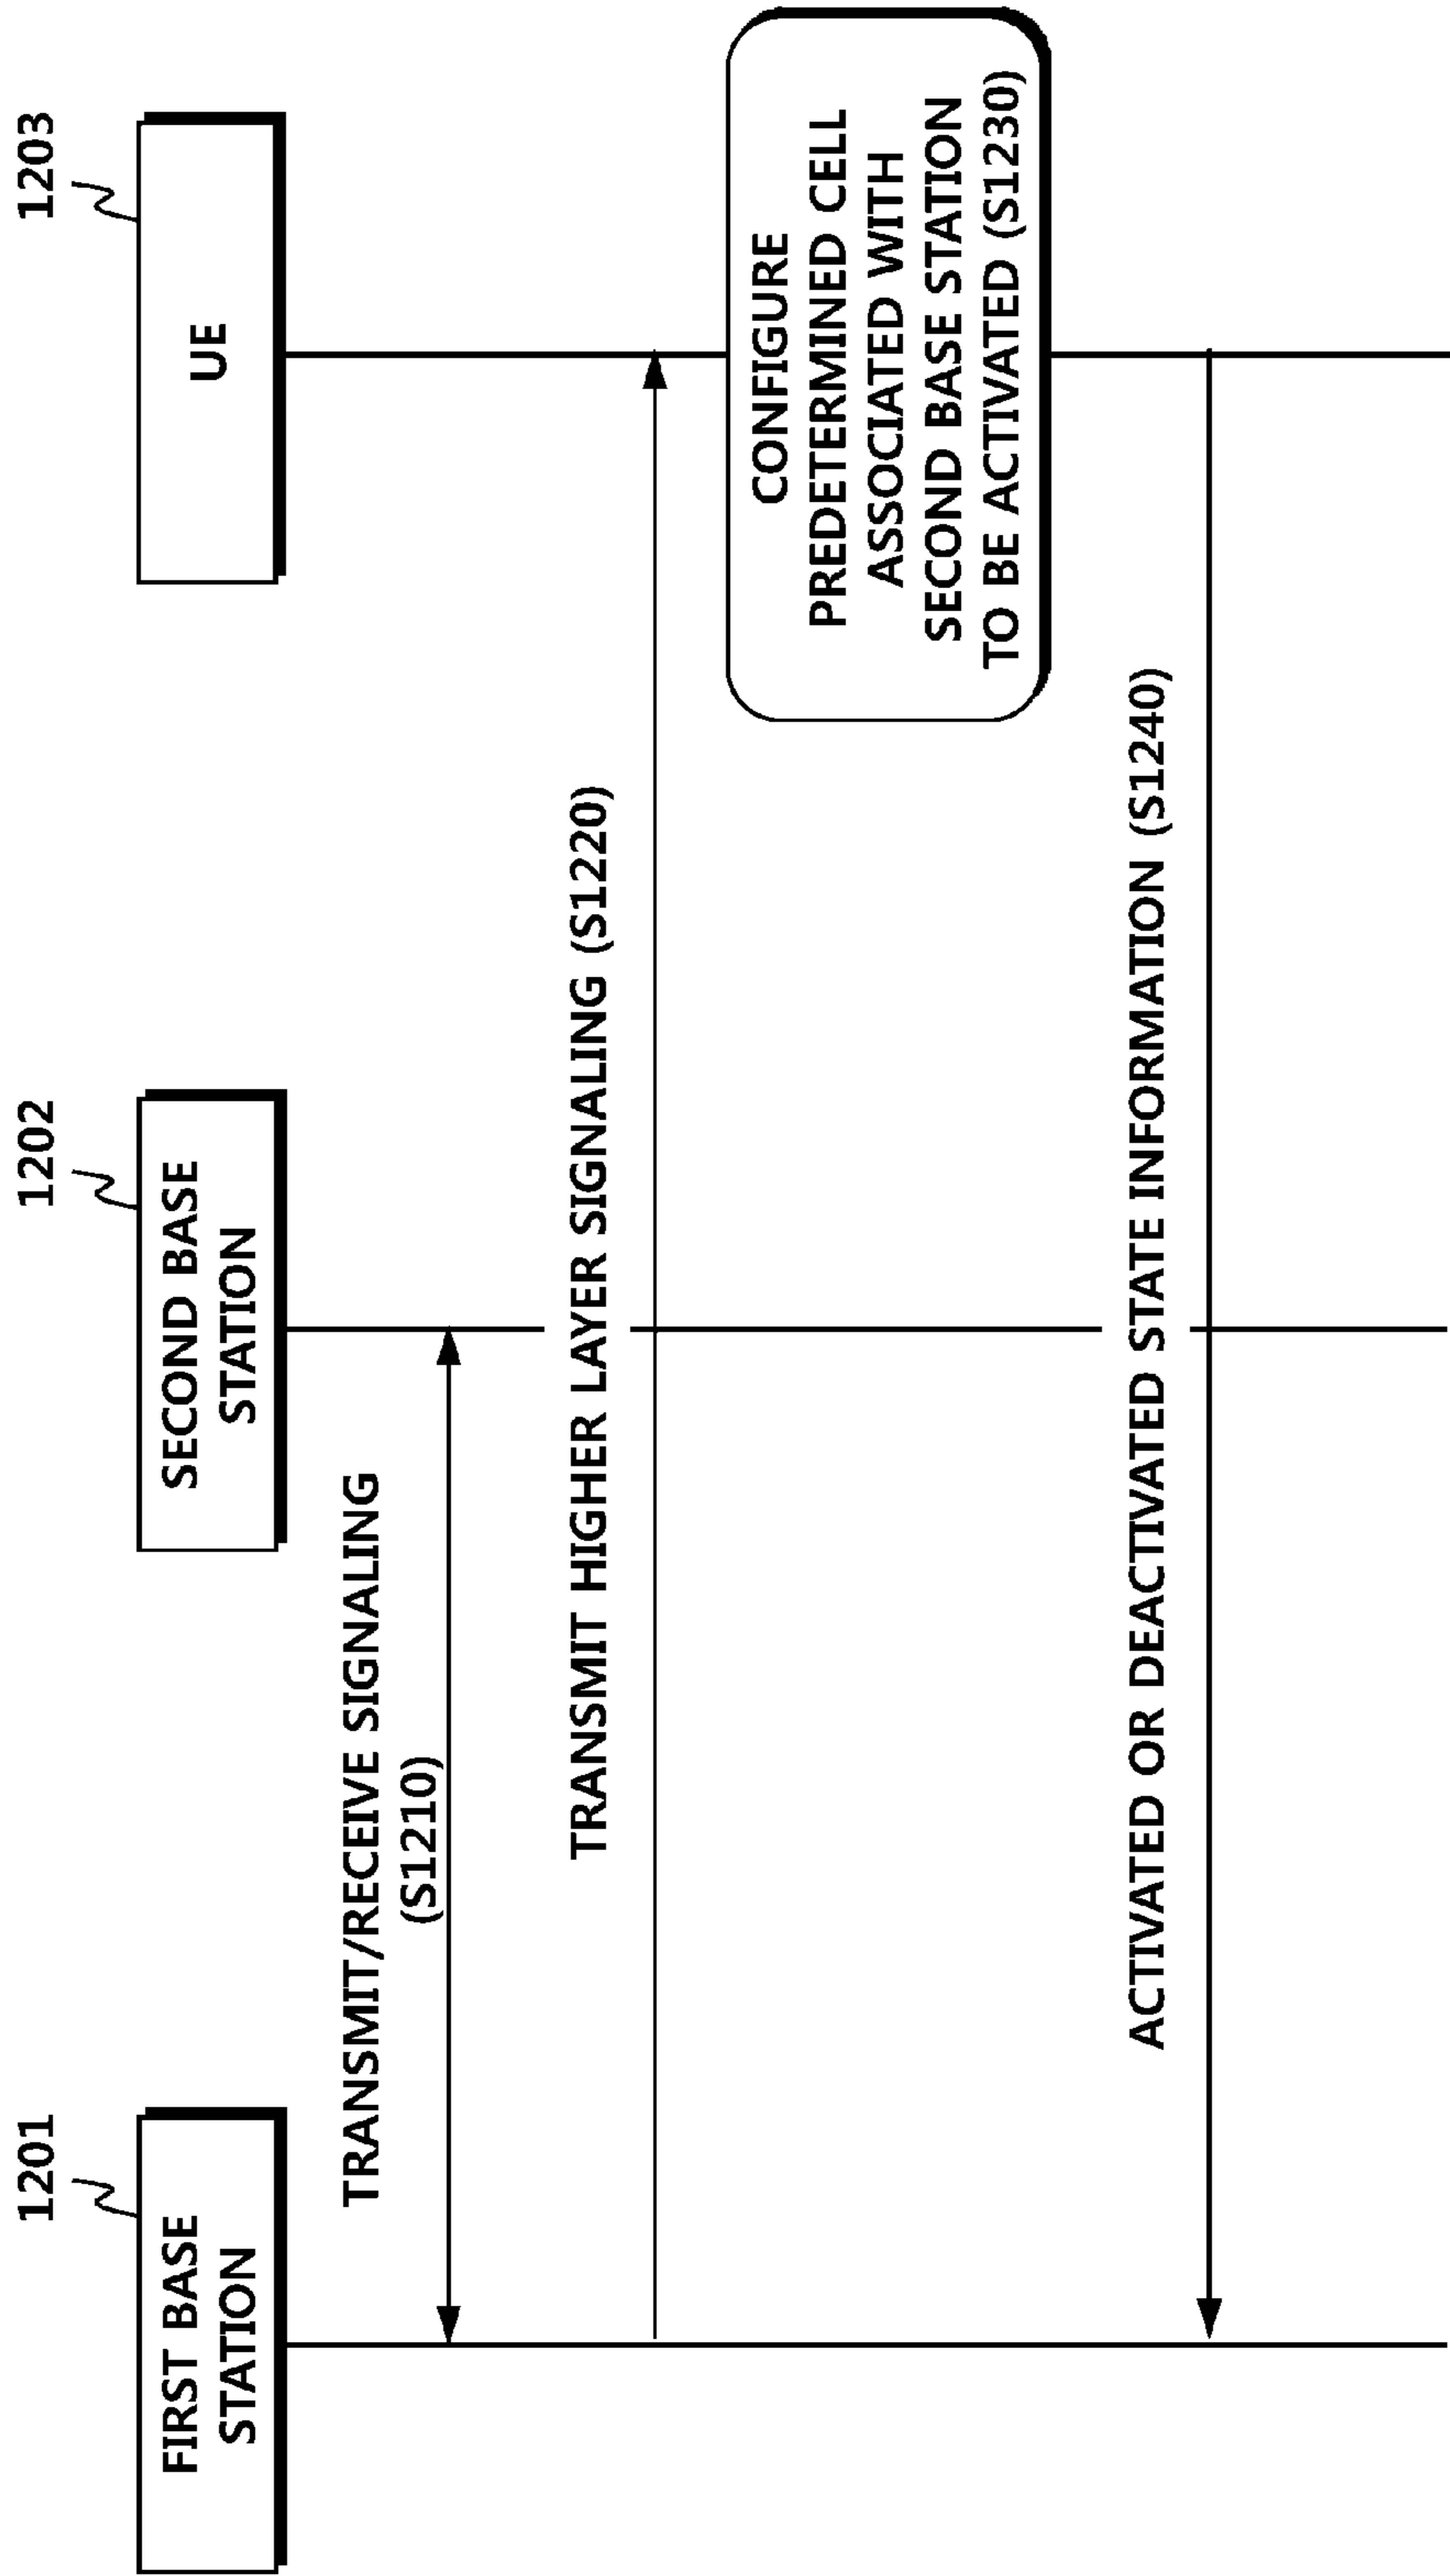 1201
1202
1203
FIRST BASE
STATION
SECOND BASE
STATION
UE
TRANSMIT/RECEIVE SIGNALING
(S1210)
TRANSMIT HIGHER LAYER SIGNALING (S1220)
CONFIGURE
PREDETERMINED CELL
ASSOCIATED WITH
SECOND BASE STATION
TO BE ACTIVATED (S1230)
ACTIVATED OR DEACTIVATED STATE INFORMATION (S1240)